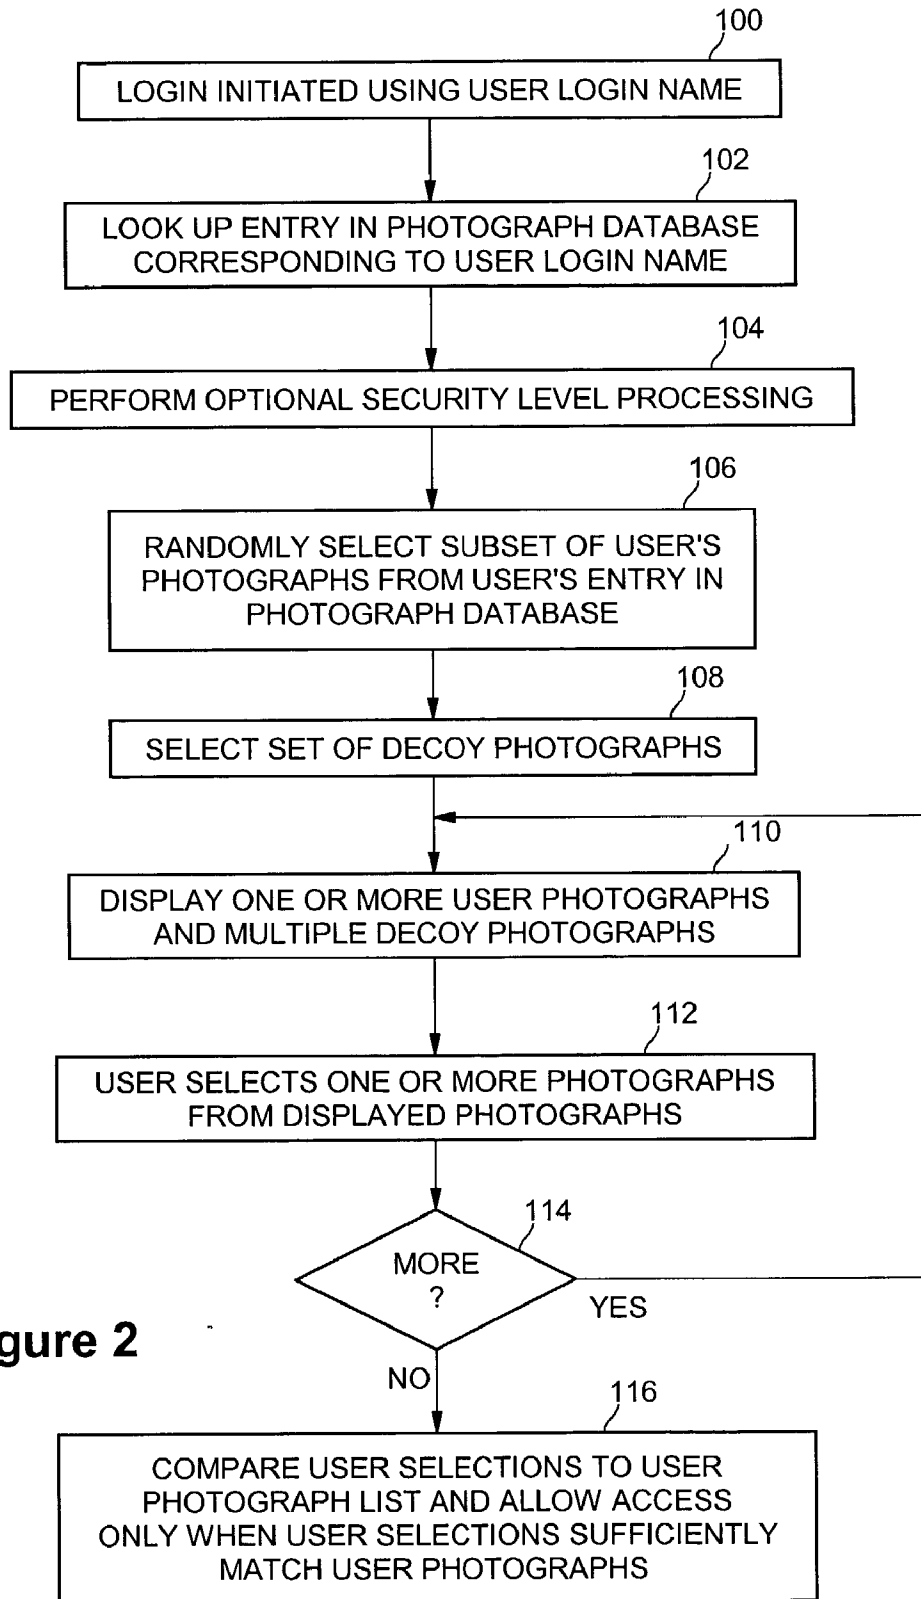 100
LOGIN INITIATED USING USER LOGIN NAME
102
LOOK UP ENTRY IN PHOTOGRAPH DATABASE
CORRESPONDING TO USER LOGIN NAME
104
PERFORM OPTIONAL SECURITY LEVEL PROCESSING
106
RANDOMLY SELECT SUBSET OF USER'S
PHOTOGRAPHS FROM USER'S ENTRY IN
PHOTOGRAPH DATABASE
108
SELECT SET OF DECOY PHOTOGRAPHS
110
DISPLAY ONE OR MORE USER PHOTOGRAPHS
AND MULTIPLE DECOY PHOTOGRAPHS
112
USER SELECTS ONE OR MORE PHOTOGRAPHS
FROM DISPLAYED PHOTOGRAPHS
114
MORE
?
YES
gure 2
NO
116
COMPARE USER SELECTIONS TO USER
PHOTOGRAPH LIST AND ALLOW ACCESS
ONLY WHEN USER SELECTIONS SUFFICIENTLY
MATCH USER PHOTOGRAPHS